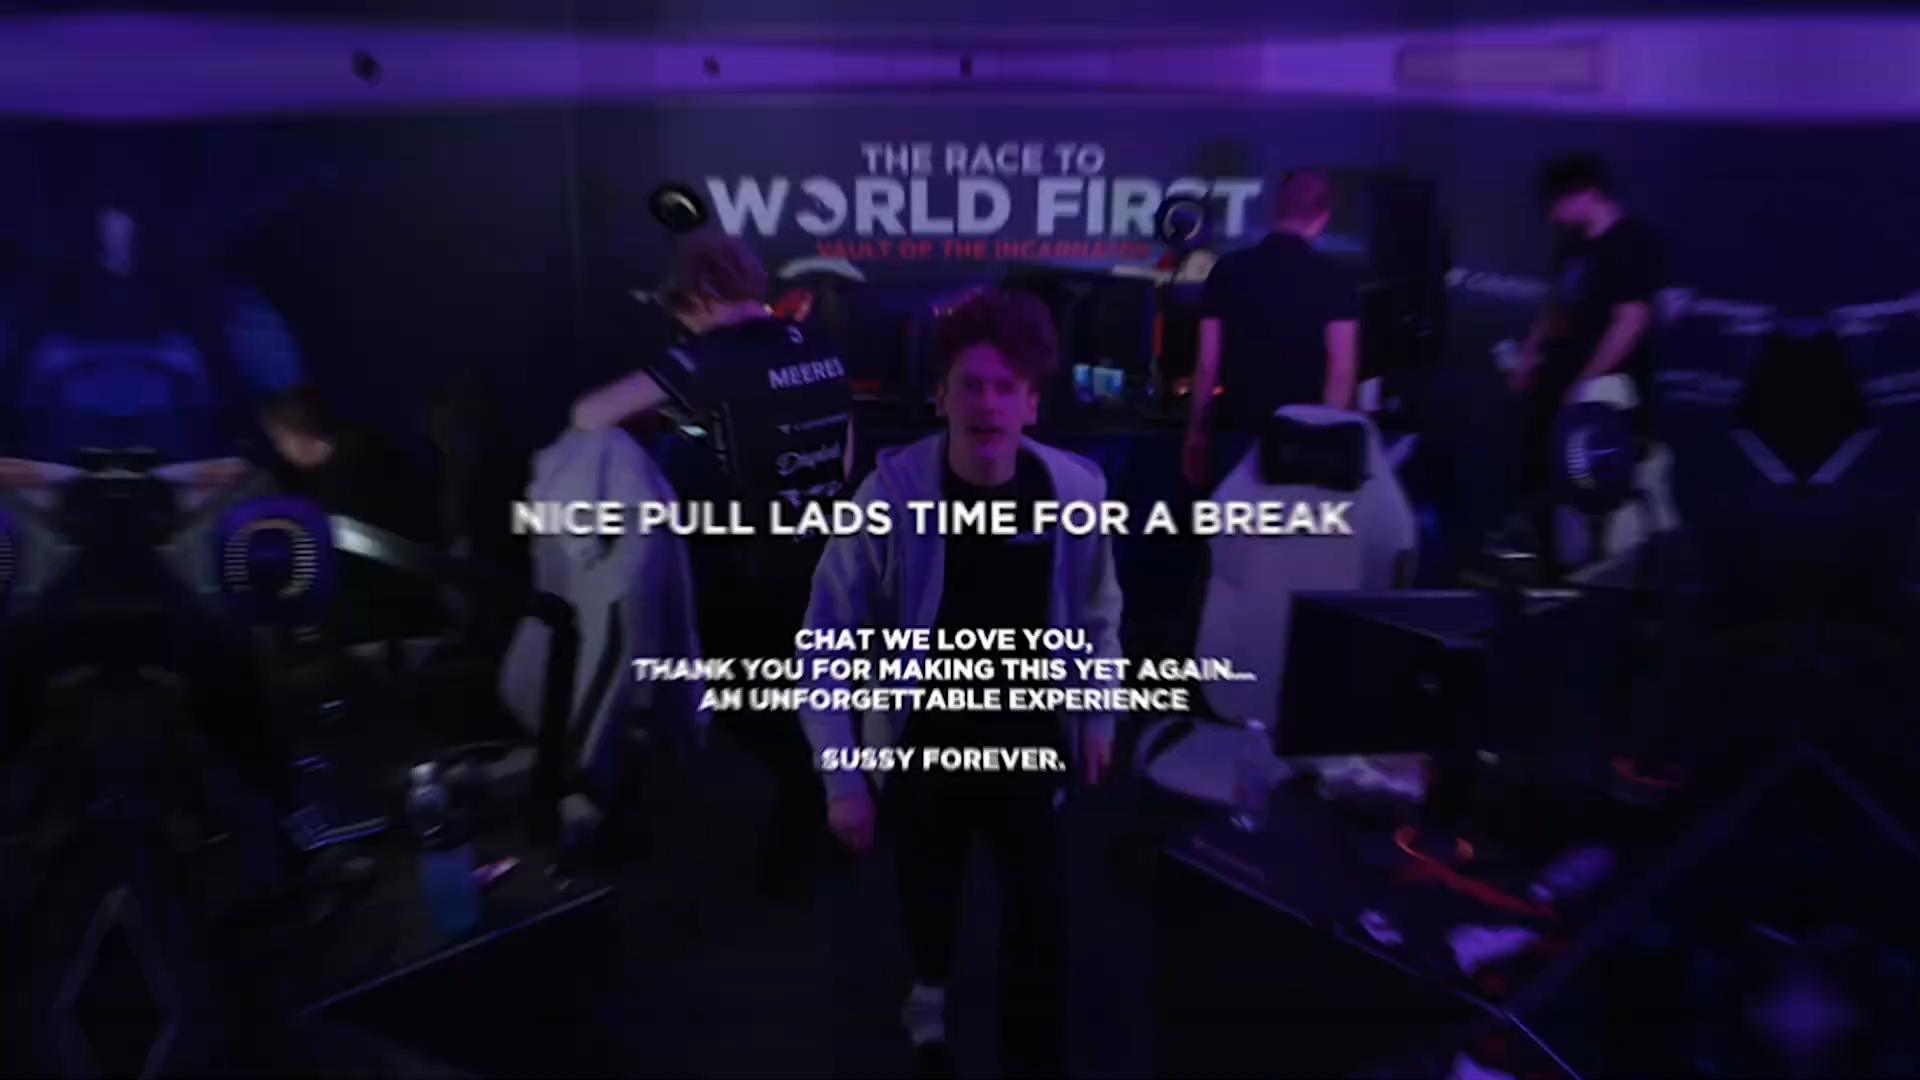 THE RACE TO
WORLD FIRST
VAULT OF THE INCARNATES
MEERES
NICE PULL LADS TIME FOR A BREAK
CHAT WE LOVE YOU,
THANK YOU FOR MAKING THIS YET AGAIN...
AN UNFORGETTABLE EXPERIENCE
SUSSY FOREVER.